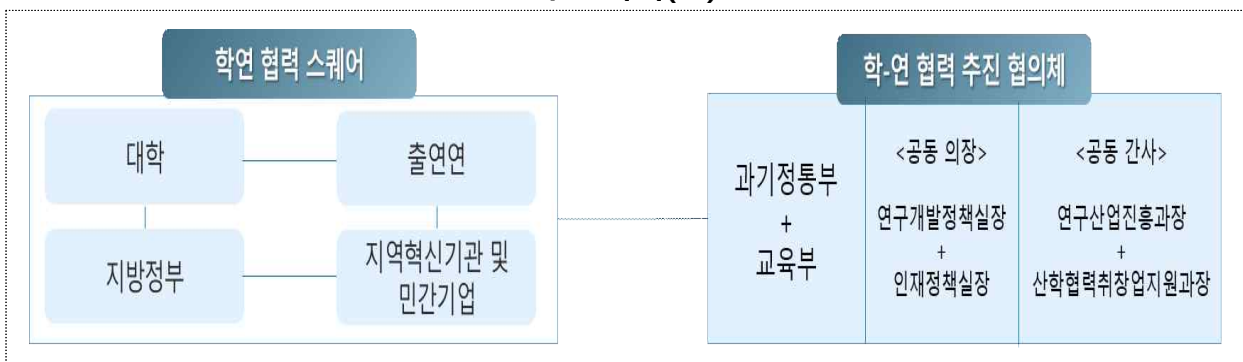 학연 협력 스퀘어
대학
출연연
지방정부
지역혁신기관 및
민간기업
학-연 협력 추진 협의체
과기정통부
+
교육부
<공동 의장>
연구개발정책실장
+
인재정책실장
<공동 간사>
연구산업진흥과장
+
산학협력취창업지원과장